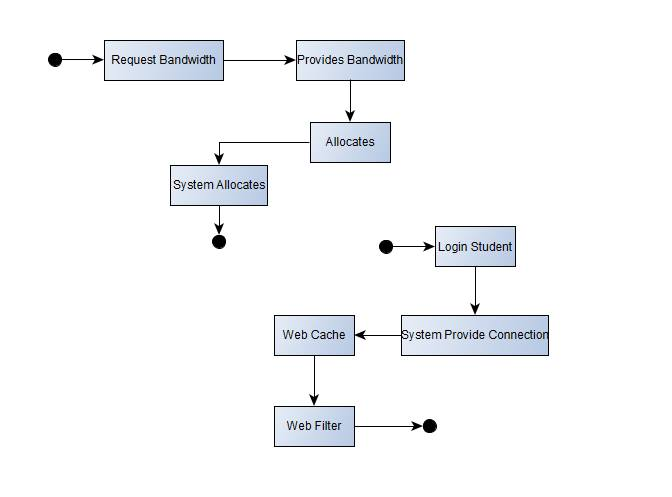 Request Bandwidth
Provides Bandwidth
Allocates
System Allocates
Login Student
System Provide Connection
Web Cache
Web Filter